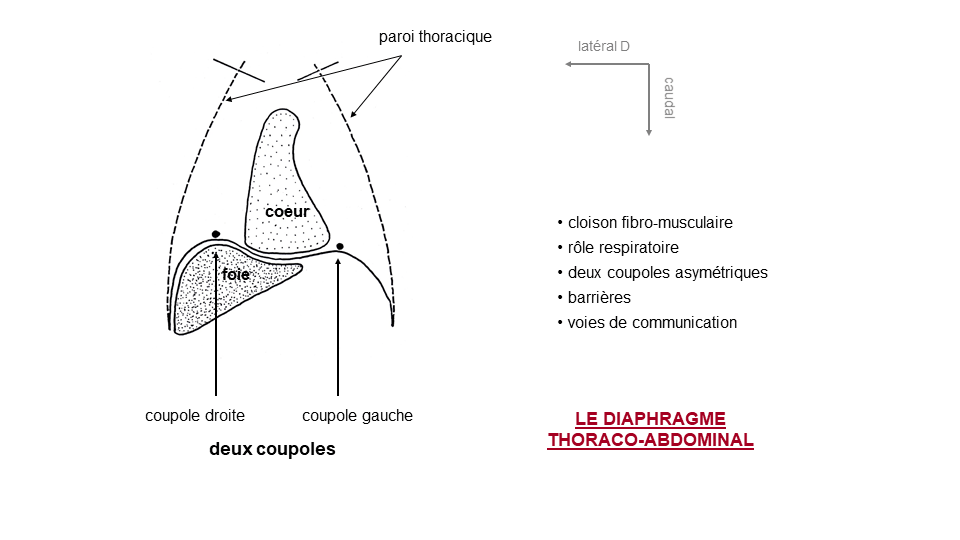 paroi thoracique
latéral D
caudal
coeur
foie
• cloison fibro-musculaire
• rôle respiratoire
• deux coupoles asymétriques
• barrières
• voies de communication
coupole droite
coupole gauche
deux coupoles
LE DIAPHRAGME
THORACO-ABDOMINAL